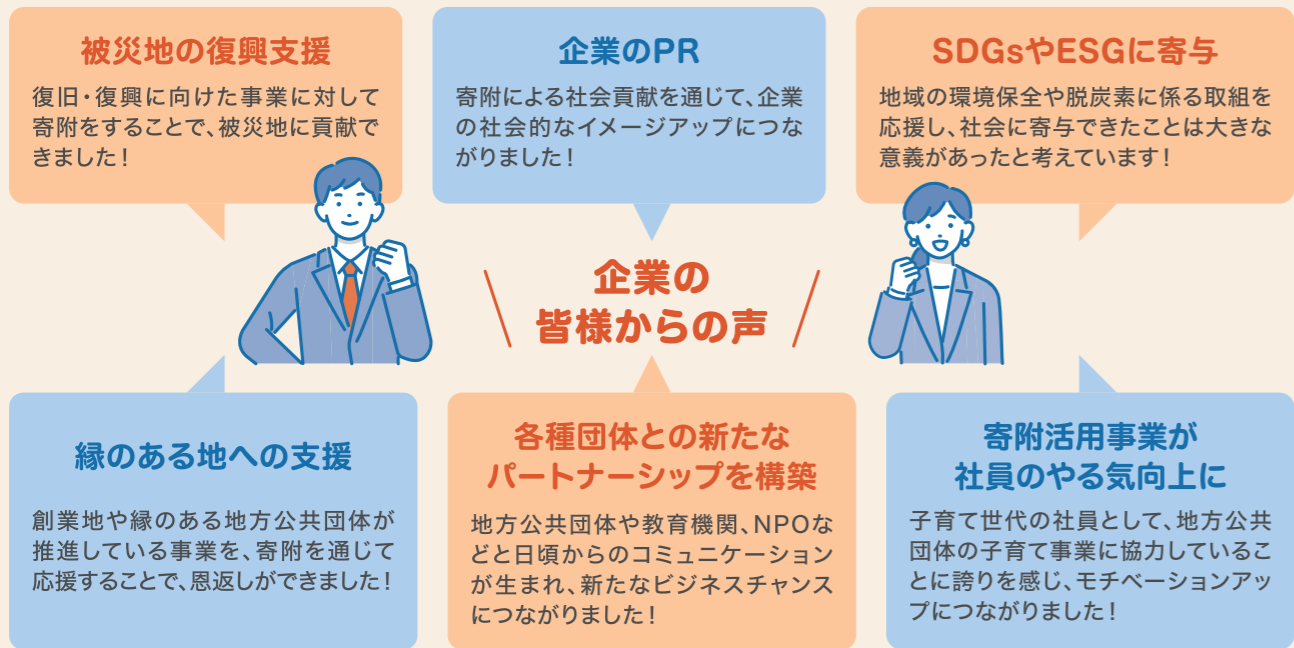 被災地の復興支援
復旧・復興に向けた事業に対して
寄附をすることで、被災地に貢献で
きました！
企業のPR
寄附による社会貢献を通じて、企業
の社会的なイメージアップにつな
がりました！
SDGsやESGに寄与
地域の環境保全や脱炭素に係る取組を
応援し、社会に寄与できたことは大きな
意義があったと考えています！
企業の
皆様からの声
縁のある地への支援
創業地や縁のある地方公共団体が
推進している事業を、寄附を通じて
応援することで、恩返しができました！
各種団体との新たな
パートナーシップを構築
地方公共団体や教育機関、NPOな
どと日頃からのコミュニケーション
が生まれ、新たなビジネスチャンス
につながりました！
寄附活用事業が
社員のやる気向上に
子育て世代の社員として、地方公共
団体の子育て事業に協力しているこ
とに誇りを感じ、モチベーションアッ
プにつながりました！